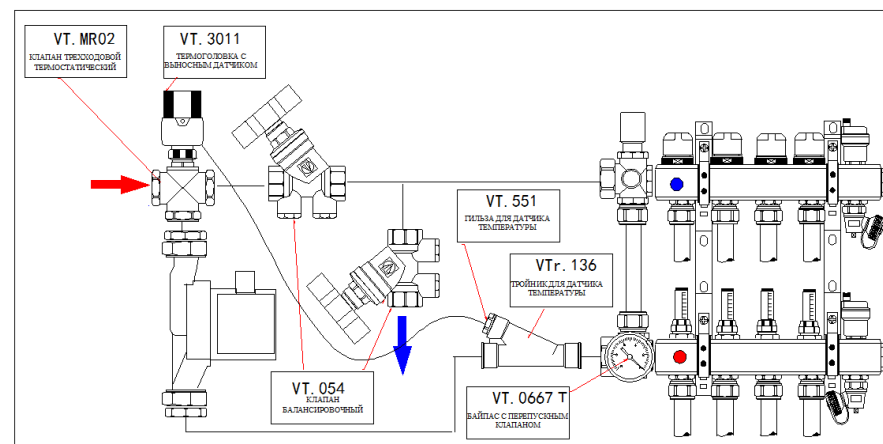 VT. MR02
КЛАПАН ТРЕХХОДОВОЙ
ТЕРМОСТАТИЧЕСКИЙ
VT. 3011
ТЕРМОГОЛОВКА С
ВЫНОСНЫМ ДАТЧИКОМ
VT. 551
ГИЛЬЗА ДЛЯ ДАТЧИКА
ТЕМПЕРАТУРЫ
VTr. 136
ТРОЙНИК ДЛЯ ДАТЧИКА
ТЕМПЕРАТУРЫ
VT. 054
КЛАПАН
БАЛАНСИРОВОЧНЫЙ
VT. 0667 T
БАЙПАС С ПЕРЕПУСКНЫМ
КЛАПАНОМ